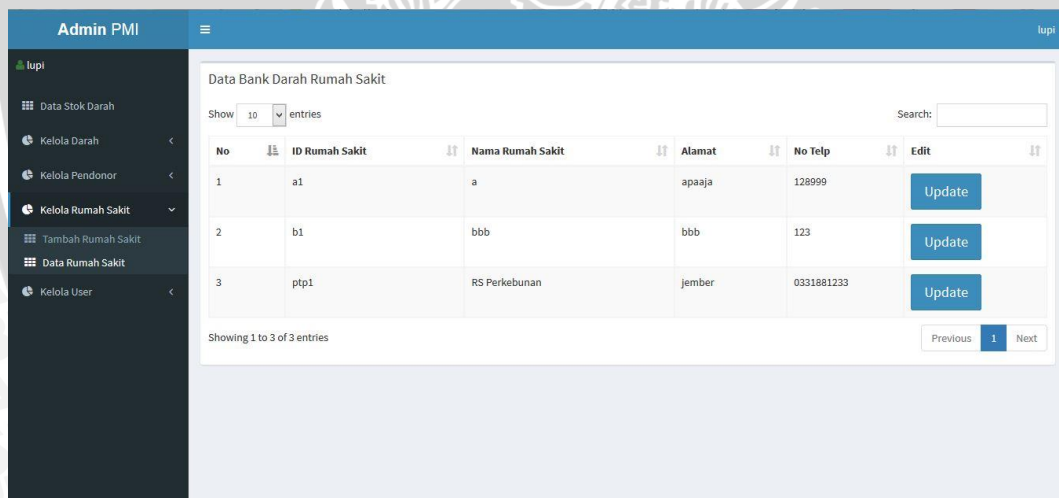 Admin PMI
lupi
lupi
Data Stok Darah
Kelola Darah
Kelola Pendonor
Kelola Rumah Sakit
Tambah Rumah Sakit
Data Rumah Sakit
Kelola User
Data Bank Darah Rumah Sakit
Show 10 entries Search:
No ID Rumah Sakit Nama Rumah Sakit Alamat No Telp Edit
1 a1 a apaaja 128999 Update
2 b1 bbb bbb 123 Update
3 ptp1 RS Perkebunan jember 0331881233 Update
Showing 1 to 3 of 3 entries Previous 1 Next